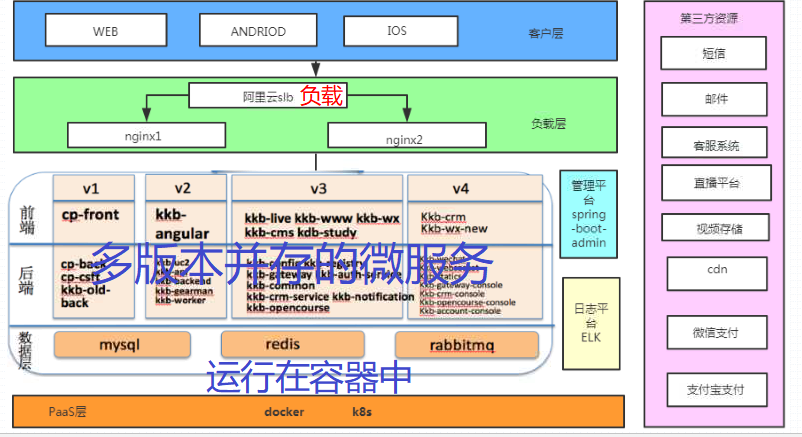 WEB
ANDRIOD
IOS
客户层
阿里云slb 负载
nginx1
nginx2
负载层
v1
v2
v3
v4
前端
cp-front
kkb-
angular
kkb-live kkb-www kkb-wx
kkb-cms kdb-study
Kkb-crm
Kkb-wx-new
多版本并存的微服务
后端
cp-back
cp-csft
kkb-old-
back
kkb-uc2
kkb-api
kkb-backend
kkb-gearman
kkb-worker
kkb-config kkb-registry
kkb-gateway kkb-auth-service
kkb-common
kkb-crm-service kkb-notification
kkb-opencourse
Kkb-wechat
Kkb-websocket
Kkb-statics
Kkb-gateway-console
Kkb-crm-console
Kkb-opencourse-console
Kkb-account-console
数据层
mysql
redis
rabbitmq
运行在容器中
管理平
台
spring
-boot-
admin
日志平
台
ELK
PaaS层
docker
k8s
第三方资源
短信
邮件
客服系统
直播平台
视频存储
cdn
微信支付
支付宝支付